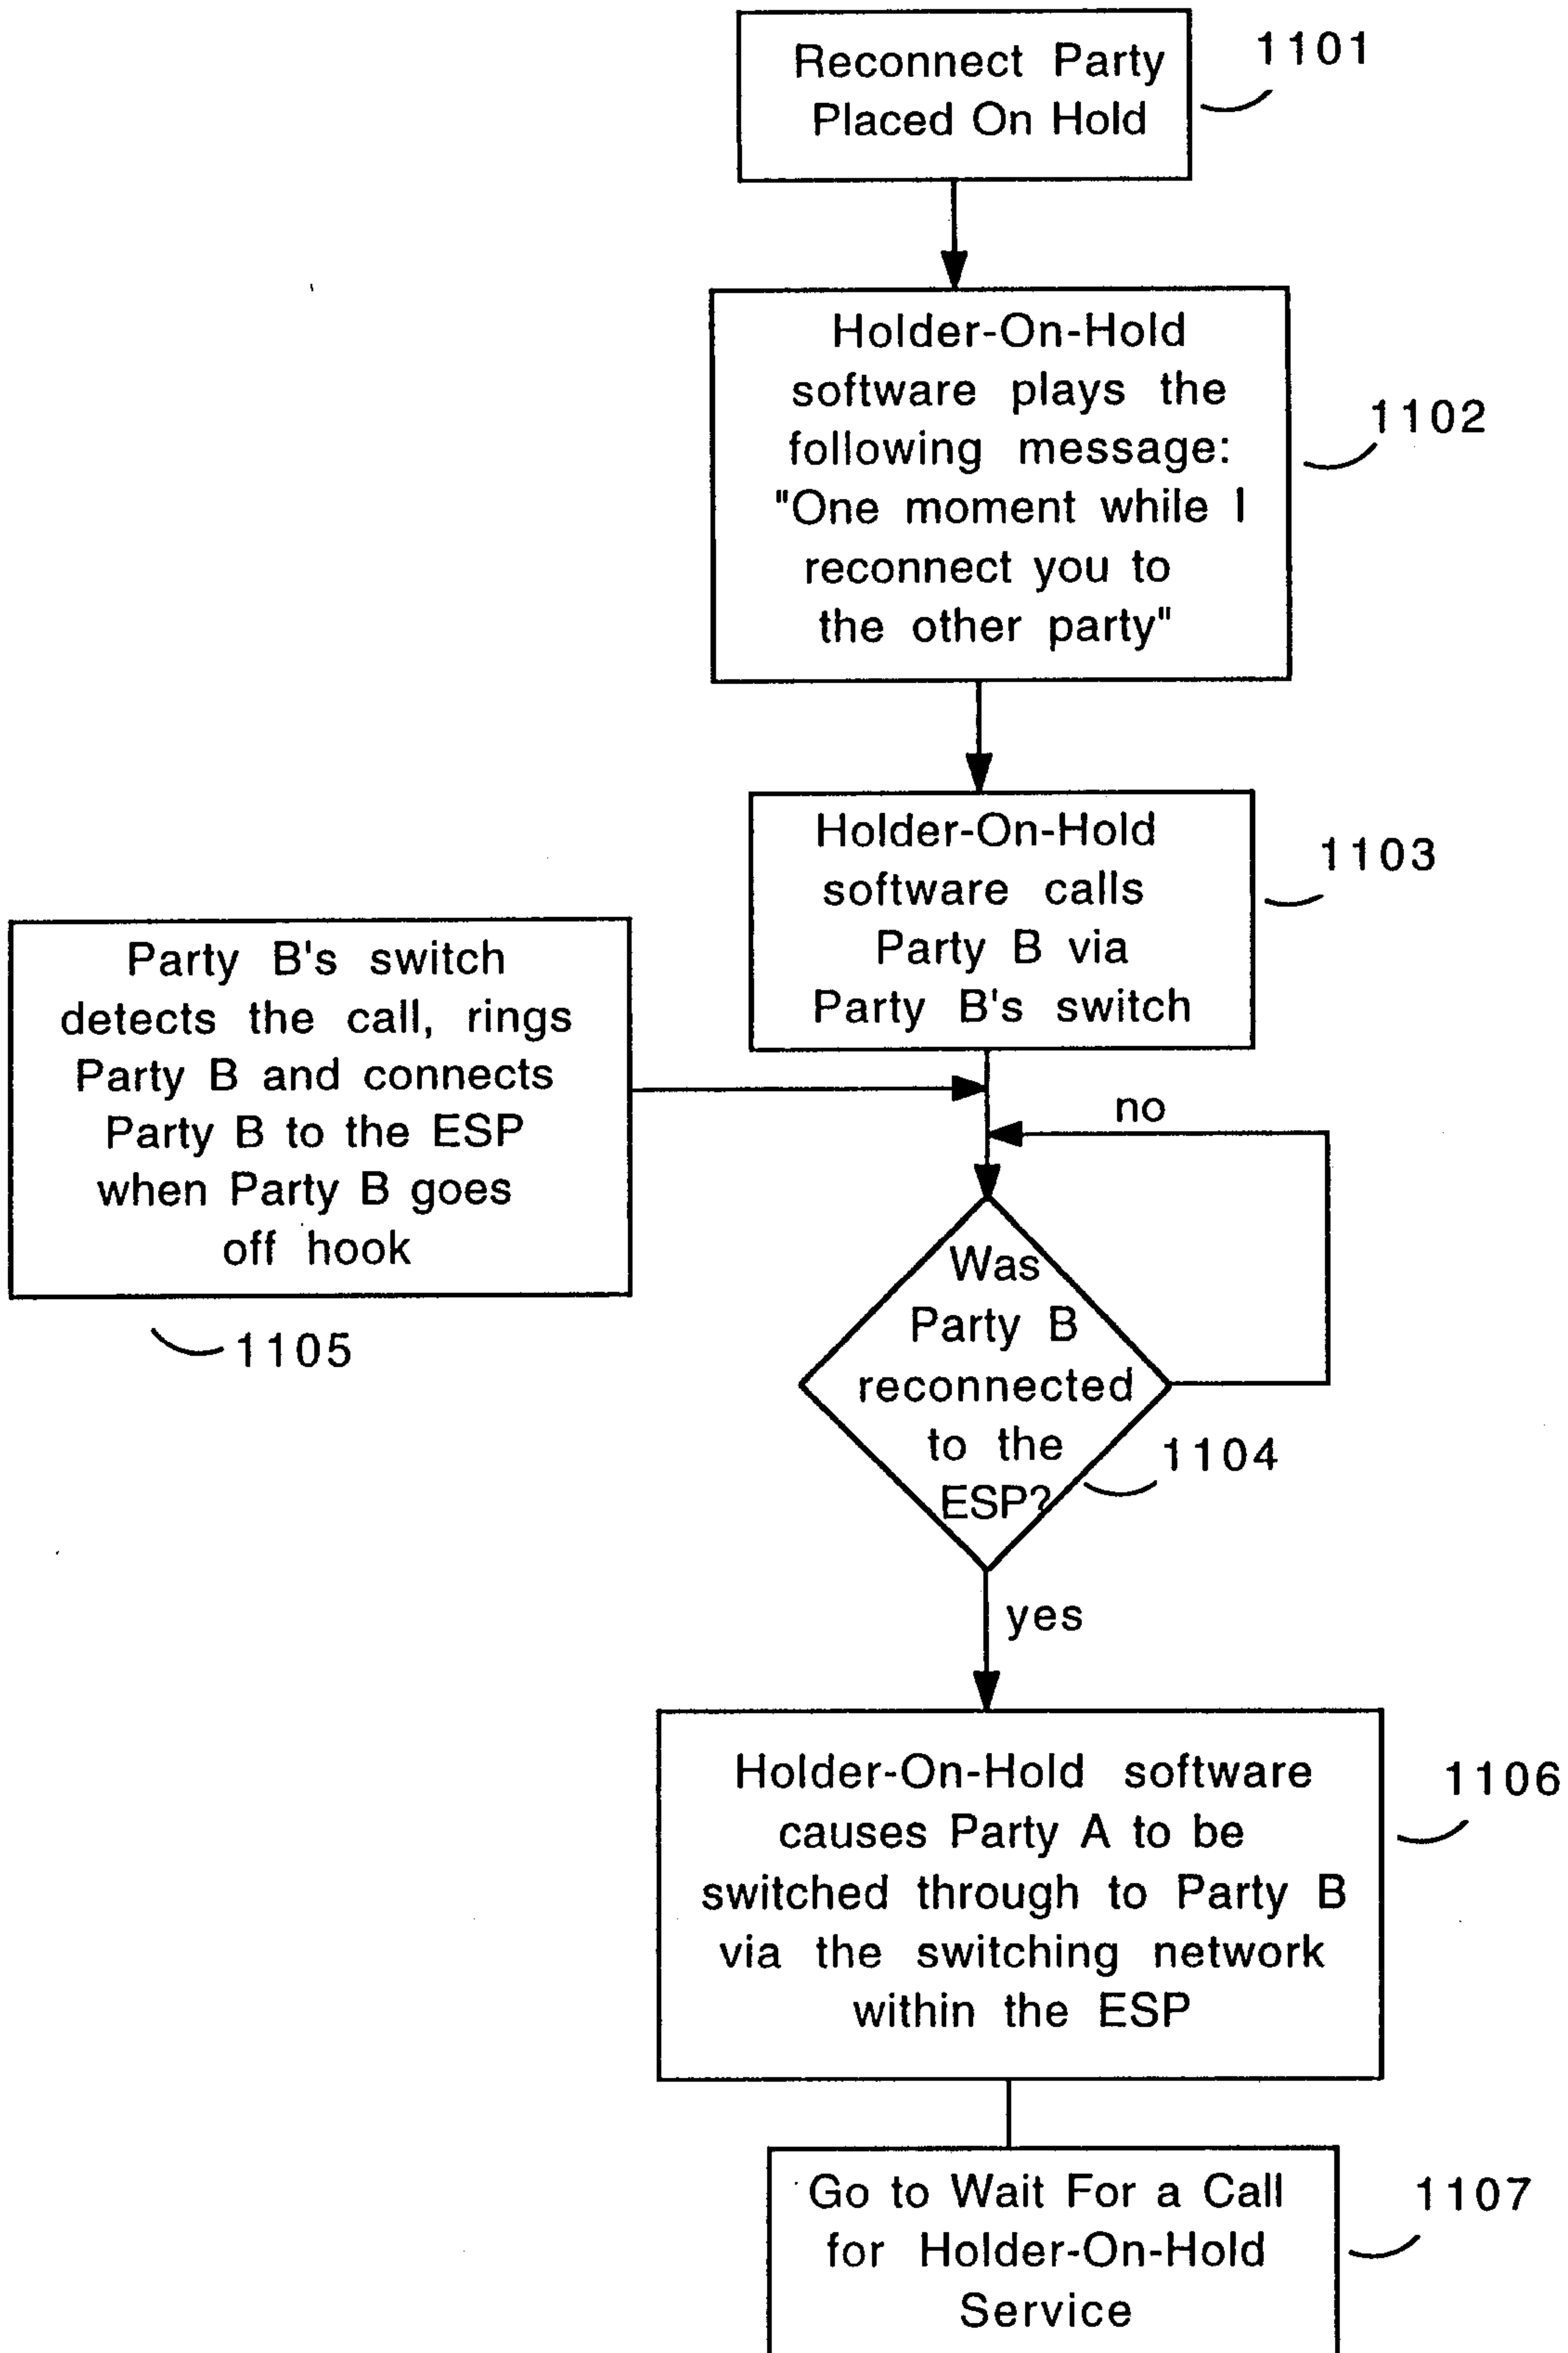 Reconnect Party
Placed On Hold
1101
Holder-On-Hold
software plays the
following message:
"One moment while I
reconnect you to
the other party"
1102
Holder-On-Hold
software calls
Party B via
Party B's switch
1103
Party B's switch
detects the call, rings
Party B and connects
Party B to the ESP
when Party B goes
off hook
1105
no
Was
Party B
reconnected
to the
ESP?
1104
yes
Holder-On-Hold software
causes Party A to be
switched through to Party B
via the switching network
within the ESP
1106
Go to Wait For a Call
for Holder-On-Hold
Service
1107